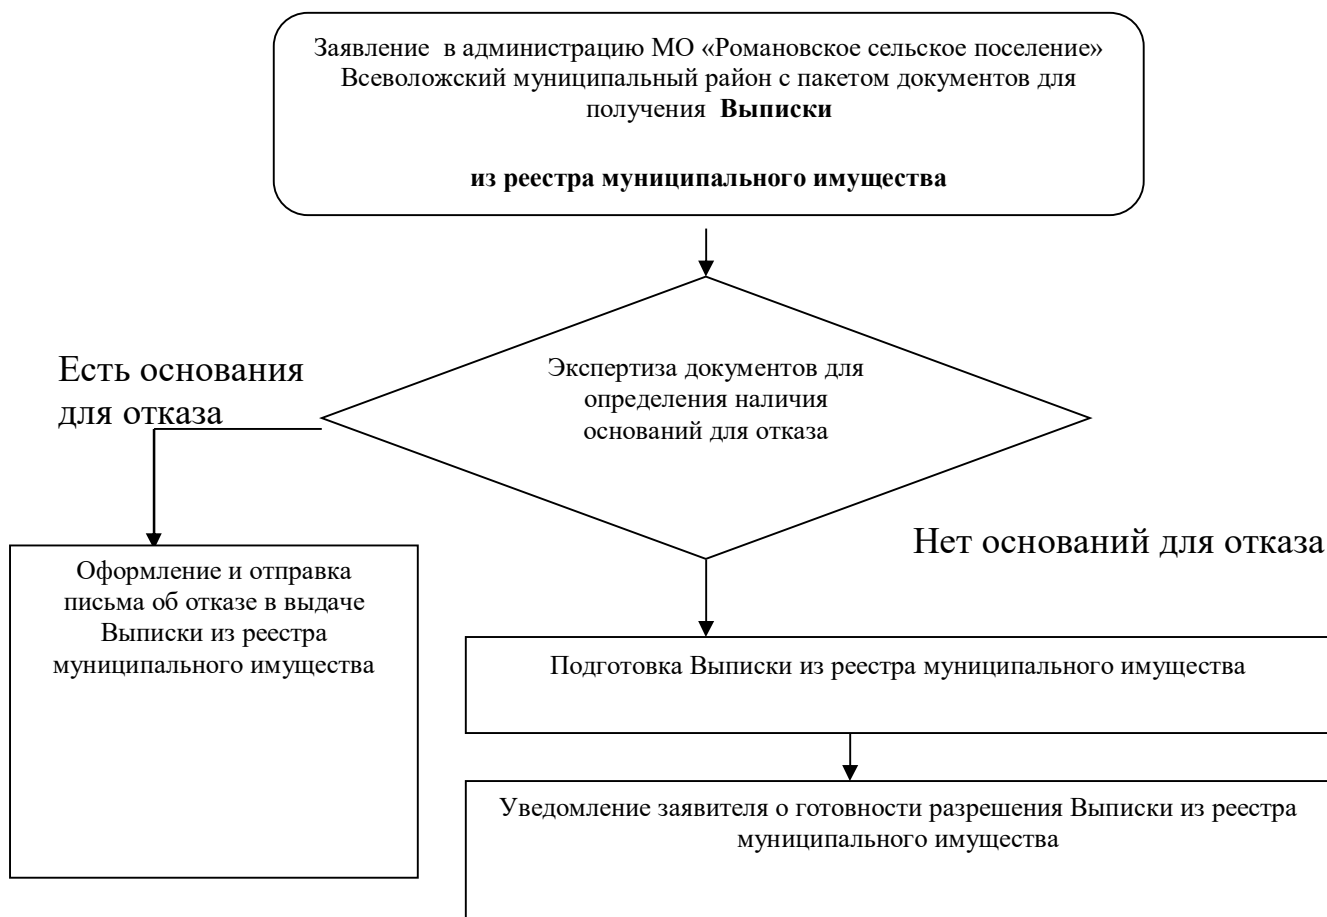 Заявление в администрацию МО «Романовское сельское поселение»
Всеволожский муниципальный район с пакетом документов для
получения Выписки
из реестра муниципального имущества
Экспертиза документов для
определения наличия
оснований для отказа
Есть основания
для отказа
Нет оснований для отказа
Оформление и отправка
письма об отказе в выдаче
Выписки из реестра
муниципального имущества
Подготовка Выписки из реестра муниципального имущества
Уведомление заявителя о готовности разрешения Выписки из реестра
муниципального имущества